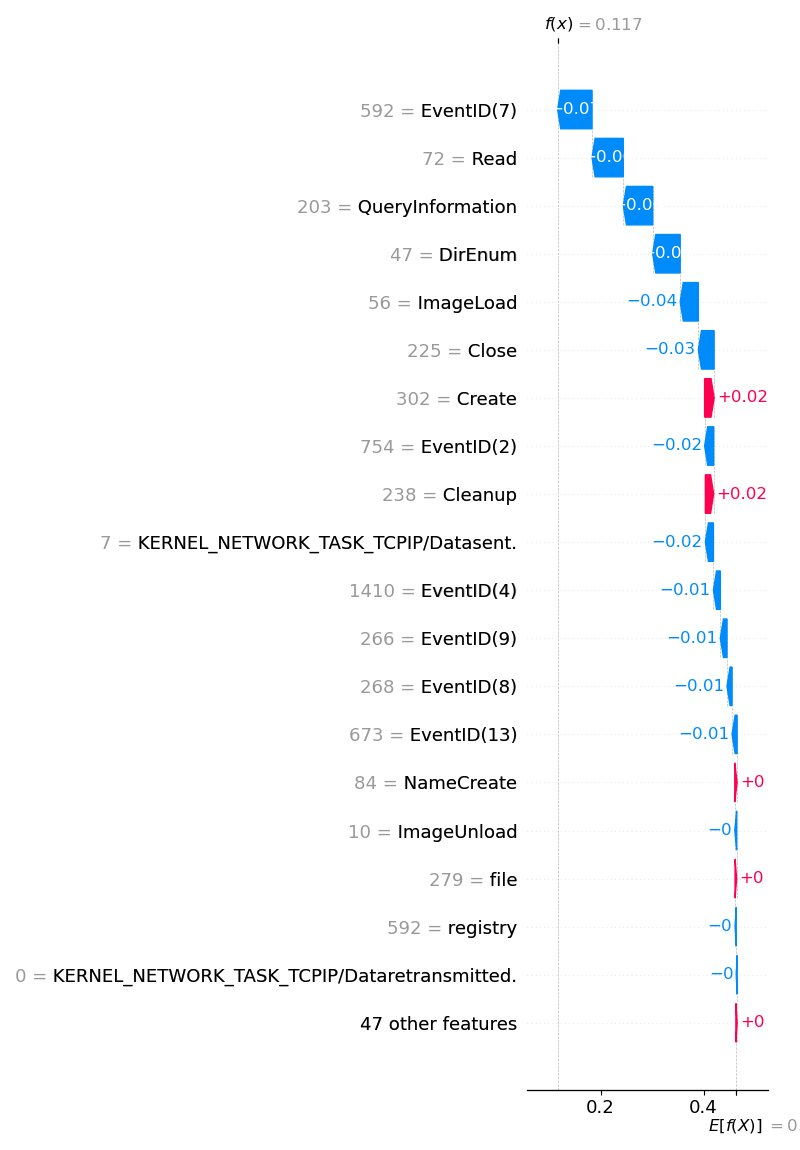 f(x) = 0.117
592 = EventID(7)
72 = Read
203 = QueryInformation
47 = DirEnum
−0.04 56 = ImageLoad
−0.03 225 = Close
+0.02 302 = Create
−0.02 754 = EventID(2)
+0.02 238 = Cleanup
−0.02 7 = KERNEL_NETWORK_TASK_TCPIP/Datasent.
−0.01 1410 = EventID(4)
−0.01 266 = EventID(9)
−0.01 268 = EventID(8)
−0.01 673 = EventID(13)
+0 84 = NameCreate
−0 10 = ImageUnload
+0 279 = file
−0 592 = registry
−0 0 = KERNEL_NETWORK_TASK_TCPIP/Dataretransmitted.
+0 47 other features
0.2 0.4
E[f(X)] = 0.